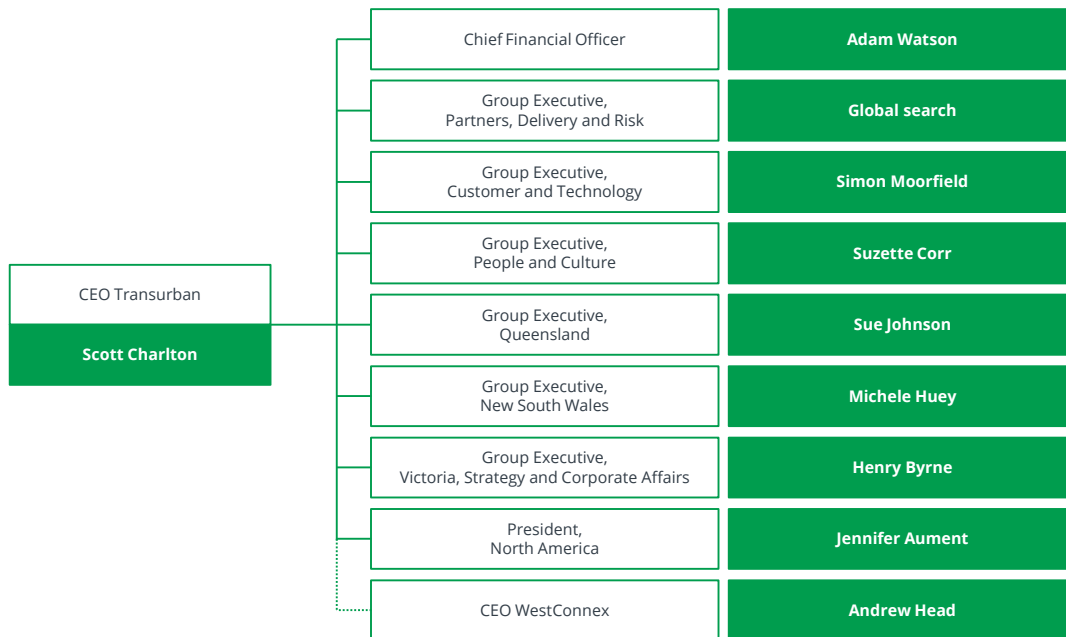 CEO Transurban
Scott Charlton
Chief Financial Officer
Adam Watson
Group Executive,
Partners, Delivery and Risk
Global search
Group Executive,
Customer and Technology
Simon Moorfield
Group Executive,
People and Culture
Suzette Corr
Group Executive,
Queensland
Sue Johnson
Group Executive,
New South Wales
Michele Huey
Group Executive,
Victoria, Strategy and Corporate Affairs
Henry Byrne
President,
North America
Jennifer Aument
CEO WestConnex
Andrew Head